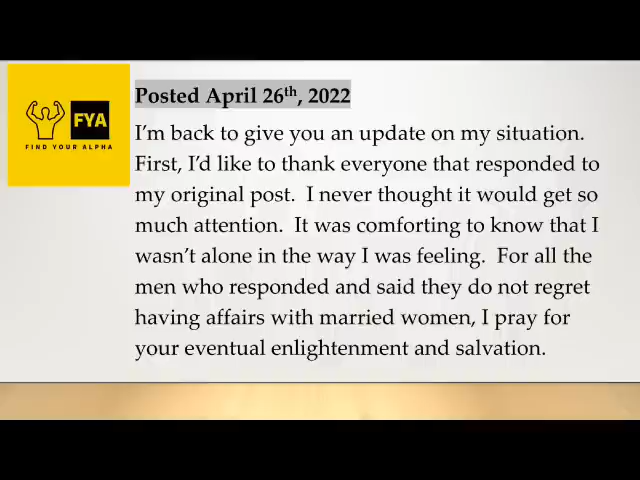 FYA
FIND YOUR ALPHA
Posted April 26th, 2022
I’m back to give you an update on my situation.
First, I’d like to thank everyone that responded to
my original post.  I never thought it would get so
much attention.  It was comforting to know that I
wasn’t alone in the way I was feeling.  For all the
men who responded and said they do not regret
having affairs with married women, I pray for
your eventual enlightenment and salvation.